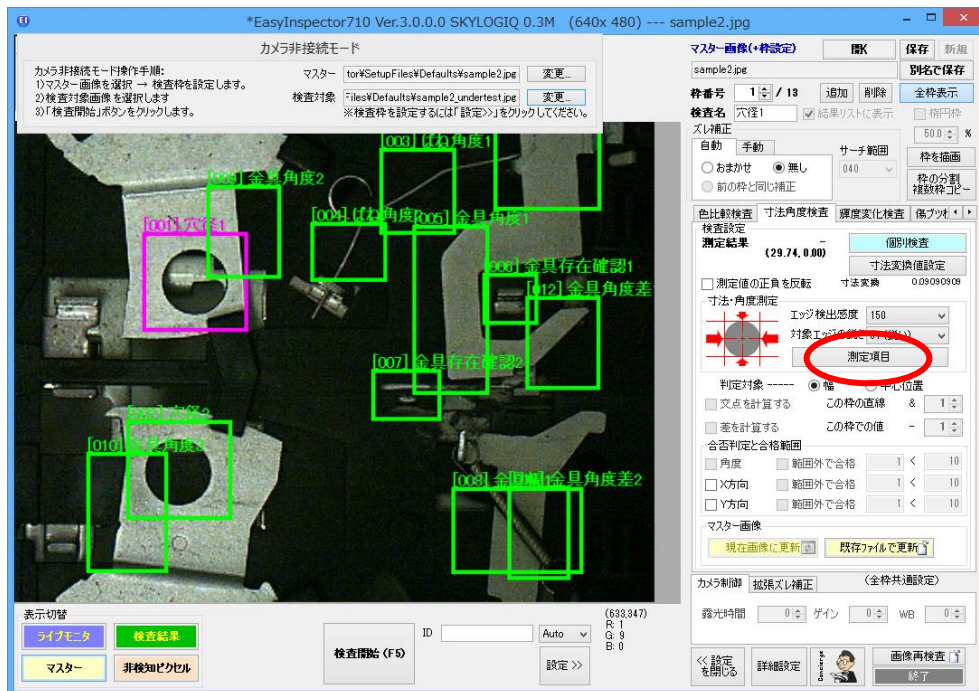 *EasyInspector710 Ver.3.0.0.0 SKYLOGIQ 0.3M (640x 480) --- sample2.jpg
カメラ非接続モード
カメラ非接続モード操作手順:
1)マスター画像を選択 → 検査枠を設定します。
2)検査対象画像を選択します
3)「検査開始」ボタンをクリックします。
マスター tor¥SetupFiles¥Defaults¥sample2.jpg 変更...
検査対象 Files¥Defaults¥sample2_undertest.jpg 変更...
※検査枠を設定するには「設定>>」をクリックしてください。
[003] ばね角度1
金具角度2
[004] ばね角度
[005] 金具角度1
[001] 穴径1
[006] 金具存在確認1
[012] 金具角度差
[007] 金具存在確認2
穴径2
[010] 金具角度3
[008] 金具
金具角度差2
マスター画像(+枠設定) 開く 保存 新規
sample2.jpg 別名で保存
枠番号 1 / 13 追加 削除 全枠表示
検査名 穴径1 結果リストに表示 楕円枠
ズレ補正 50.0 %
自動 手動 サーチ範囲 枠を描画
おまかせ 無し 040
前の枠と同じ補正 枠の分割
複数枠コピー
色比較検査 寸法角度検査 輝度変化検査 傷ブツ
検査設定
測定結果 - 個別検査
(29.74, 0.00)
寸法変換値設定
測定値の正負を反転 寸法変換 0.09090909
寸法・角度測定
エッジ検出感度 150
対象エッジの鋭さ 01 (鋭い)
測定項目
判定対象 ----- 幅 中心位置
交点を計算する この枠の直線 & 1
差を計算する この枠での値 - 1
合否判定と合格範囲
角度 範囲外で合格 1 < 10
X方向 範囲外で合格 1 < 10
Y方向 範囲外で合格 1 < 10
マスター画像
現在画像に更新 既存ファイルで更新
カメラ制御 拡張ズレ補正 (全枠共通設定)
露光時間 0 ゲイン 0 WB 0
表示切替
ライブモニタ 検査結果
マスター 非検知ピクセル
検査開始 (F5)
ID Auto
設定 >>
(633,347)
R: 1
G: 9
B: 0
<< 設定
を閉じる
詳細設定
Concierge
画像再検査
終了